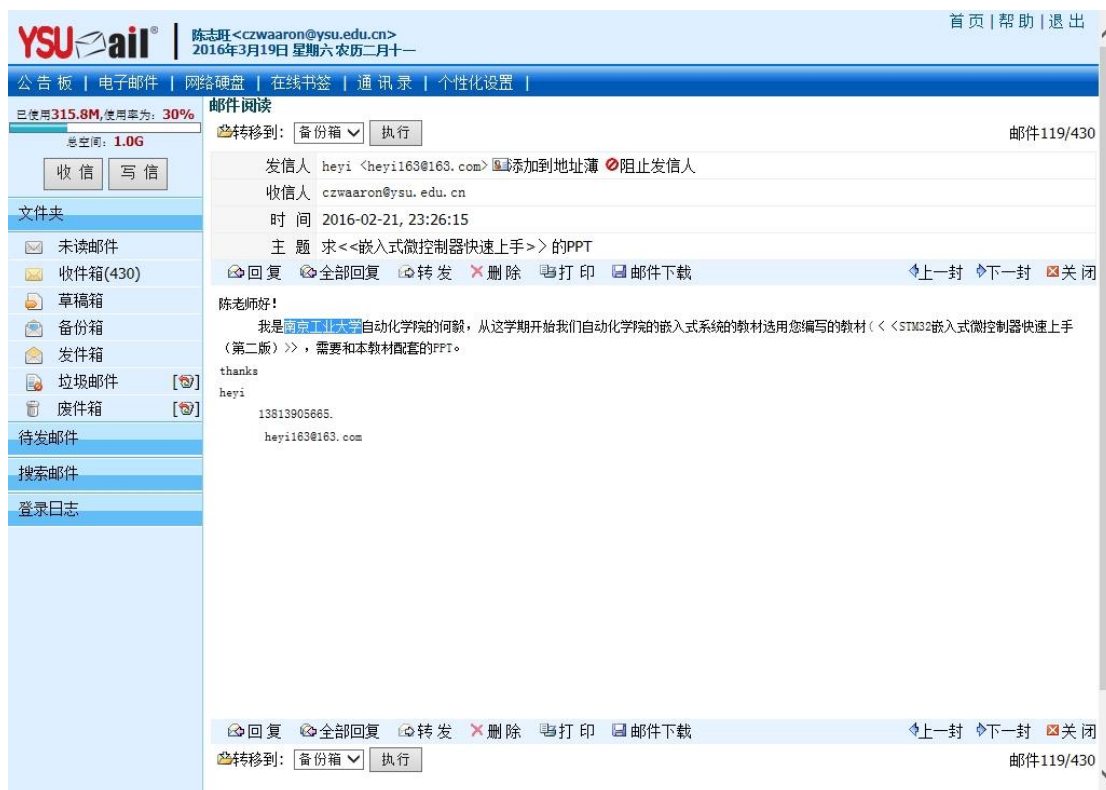 YSUMail® 陈志旺<czwaaron@ysu.edu.cn>
2016年3月19日 星期六 农历二月十一
首页|帮助|退出
公告板 | 电子邮件 | 网络硬盘 | 在线书签 | 通讯录 | 个性化设置 |
已使用315.8M,使用率为: 30%
总空间: 1.0G
收信 写信
文件夹
未读邮件
收件箱(430)
草稿箱
备份箱
发件箱
垃圾邮件 []
废件箱 []
待发邮件
搜索邮件
登录日志
邮件阅读
转移到: 备份箱 执行 邮件119/430
发信人 heyi <heyi163@163.com> 添加到地址薄 阻止发信人
收信人 czwaaron@ysu.edu.cn
时 间 2016-02-21, 23:26:15
主 题 求<<嵌入式微控制器快速上手>>的PPT
回复 全部回复 转发 删除 打印 邮件下载 上一封 下一封 关闭
陈老师好!
我是南京工业大学自动化学院的何毅，从这学期开始我们自动化学院的嵌入式系统的教材选用您编写的教材(< <STM32嵌入式微控制器快速上手
（第二版）>>，需要和本教材配套的PPT。
thanks
heyi
13813905665.
heyi163@163.com
回复 全部回复 转发 删除 打印 邮件下载 上一封 下一封 关闭
转移到: 备份箱 执行 邮件119/430